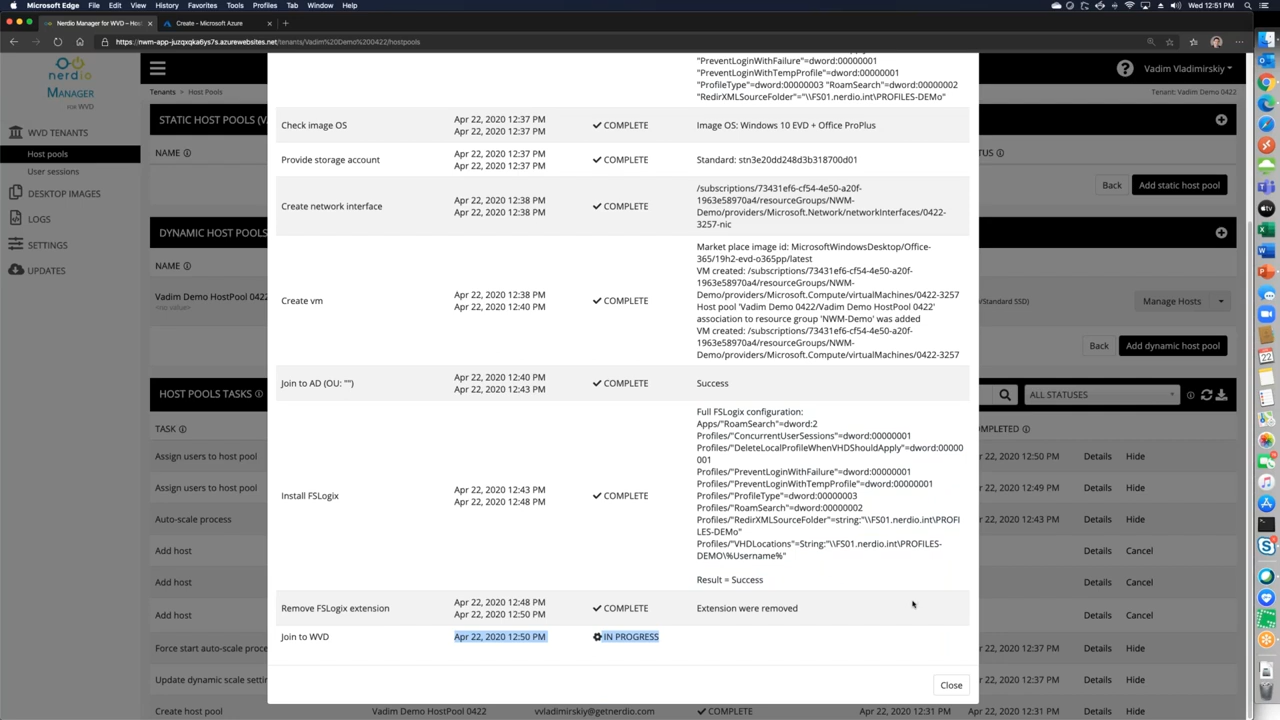 Microsoft Edge File Edit View History Favorites Tools Profiles Tab Window Help
Wed 12:51 PM
Nerdio Manager for WVD – Hos
Create - Microsoft Azure
https://nwm-app-juzqxqka6ys7s.azurewebsites.net/tenants/Vadim%20Demo%200422/hostpools
nerdio
MANAGER
FOR WVD
Vadim Vladimirskiy
Tenants Host Pools
Tenant: Vadim Demo 0422
WVD TENANTS
Host pools
User sessions
DESKTOP IMAGES
LOGS
SETTINGS
UPDATES
STATIC HOST POOLS (V
NAME
STATUS
Back
Add static host pool
DYNAMIC HOST POOLS
NAME
Vadim Demo HostPool 0422
<no value>
/Standard SSD)
Manage Hosts
Back
Add dynamic host pool
HOST POOLS TASKS
ALL STATUSES
TASK
COMPLETED
Assign users to host pool
r 22, 2020 12:50 PM Details Hide
Assign users to host pool
r 22, 2020 12:49 PM Details Hide
Auto-scale process
r 22, 2020 12:43 PM Details Hide
Add host
Details Cancel
Add host
Details Cancel
Add host
Details Cancel
Force start auto-scale proce
r 22, 2020 12:37 PM Details Hide
Update dynamic scale settin
r 22, 2020 12:37 PM Details Hide
Create host pool Vadim Demo HostPool 0422 vvladimirskiy@getnerdio.com COMPLETE Apr 22, 2020 12:31 PM Apr 22, 2020 12:31 PM Details Hide
"PreventLoginWithFailure"=dword:00000001
"PreventLoginWithTempProfile"=dword:00000001
"ProfileType"=dword:00000003 "RoamSearch"=dword:00000002
"RedirXMLSourceFolder"="\\FS01.nerdio.int\PROFILES-DEMo"
Check image OS
Apr 22, 2020 12:37 PM
Apr 22, 2020 12:37 PM
COMPLETE
Image OS: Windows 10 EVD + Office ProPlus
Provide storage account
Apr 22, 2020 12:37 PM
Apr 22, 2020 12:37 PM
COMPLETE
Standard: stn3e20dd248d3b318700d01
Create network interface
Apr 22, 2020 12:38 PM
Apr 22, 2020 12:38 PM
COMPLETE
/subscriptions/73431ef6-cf54-4e50-a20f-
1963e58970a4/resourceGroups/NWM-
Demo/providers/Microsoft.Network/networkInterfaces/0422-
3257-nic
Create vm
Apr 22, 2020 12:38 PM
Apr 22, 2020 12:40 PM
COMPLETE
Market place image id: MicrosoftWindowsDesktop/Office-
365/19h2-evd-o365pp/latest
VM created: /subscriptions/73431ef6-cf54-4e50-a20f-
1963e58970a4/resourceGroups/NWM-
Demo/providers/Microsoft.Compute/virtualMachines/0422-3257
Host pool 'Vadim Demo 0422/Vadim Demo HostPool 0422'
association to resource group 'NWM-Demo' was added
VM created: /subscriptions/73431ef6-cf54-4e50-a20f-
1963e58970a4/resourceGroups/NWM-
Demo/providers/Microsoft.Compute/virtualMachines/0422-3257
Join to AD (OU: "")
Apr 22, 2020 12:40 PM
Apr 22, 2020 12:43 PM
COMPLETE
Success
Install FSLogix
Apr 22, 2020 12:43 PM
Apr 22, 2020 12:48 PM
COMPLETE
Full FSLogix configuration:
Apps/"RoamSearch"=dword:2
Profiles/"ConcurrentUserSessions"=dword:00000001
Profiles/"DeleteLocalProfileWhenVHDShouldApply"=dword:00000
001
Profiles/"PreventLoginWithFailure"=dword:00000001
Profiles/"PreventLoginWithTempProfile"=dword:00000001
Profiles/"ProfileType"=dword:00000003
Profiles/"RoamSearch"=dword:00000002
Profiles/"RedirXMLSourceFolder"=string:"\\FS01.nerdio.int\PROFI
LES-DEMo"
Profiles/"VHDLocations"=String:"\\FS01.nerdio.int\PROFILES-
DEMO\%Username%"
Result = Success
Remove FSLogix extension
Apr 22, 2020 12:48 PM
Apr 22, 2020 12:50 PM
COMPLETE
Extension were removed
Join to WVD
Apr 22, 2020 12:50 PM
IN PROGRESS
Close